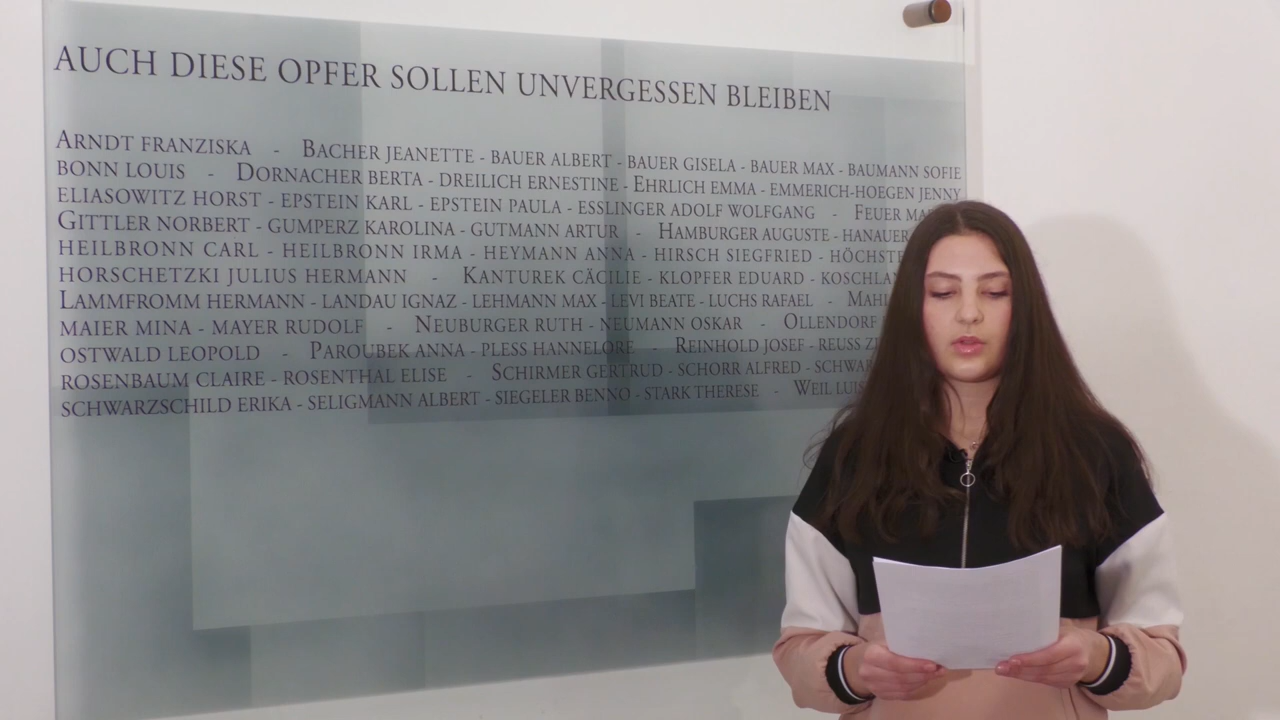 AUCH DIESE OPFER SOLLEN UNVERGESSEN BLEIBEN
ARNDT FRANZISKA - BACHER JEANETTE - BAUER ALBERT - BAUER GISELA - BAUER MAX - BAUMANN SOFIE
BONN LOUIS - DORNACHER BERTA - DREILICH ERNESTINE - EHRLICH EMMA - EMMERICH-HOEGEN JENNY
ELIASOWITZ HORST - EPSTEIN KARL - EPSTEIN PAULA - ESSLINGER ADOLF WOLFGANG - FEUER
GITTLER NORBERT - GUMPERZ KAROLINA - GUTMANN ARTUR - HAMBURGER AUGUSTE - HANAUER
HEILBRONN CARL - HEILBRONN IRMA - HEYMANN ANNA - HIRSCH SIEGFRIED -
HORSCHETZKI JULIUS HERMANN - KANTUREK CÄCILIE - KLOPFER EDUARD -
LAMMFROMM HERMANN - LANDAU IGNAZ - LEHMANN MAX - LEVI BEATE - LUCHS RAFAEL -
MAIER MINA - MAYER RUDOLF - NEUBURGER RUTH - NEUMANN OSKAR - OLLENDORF
OSTWALD LEOPOLD - PAROUBEK ANNA - PLESS HANNELORE - REINHOLD JOSEF - REUSS
ROSENBAUM CLAIRE - ROSENTHAL ELISE - SCHIRMER GERTRUD - SCHORR ALFRED -
SCHWARZSCHILD ERIKA - SELIGMANN ALBERT - SIEGELER BENNO - STARK THERESE - WEIL